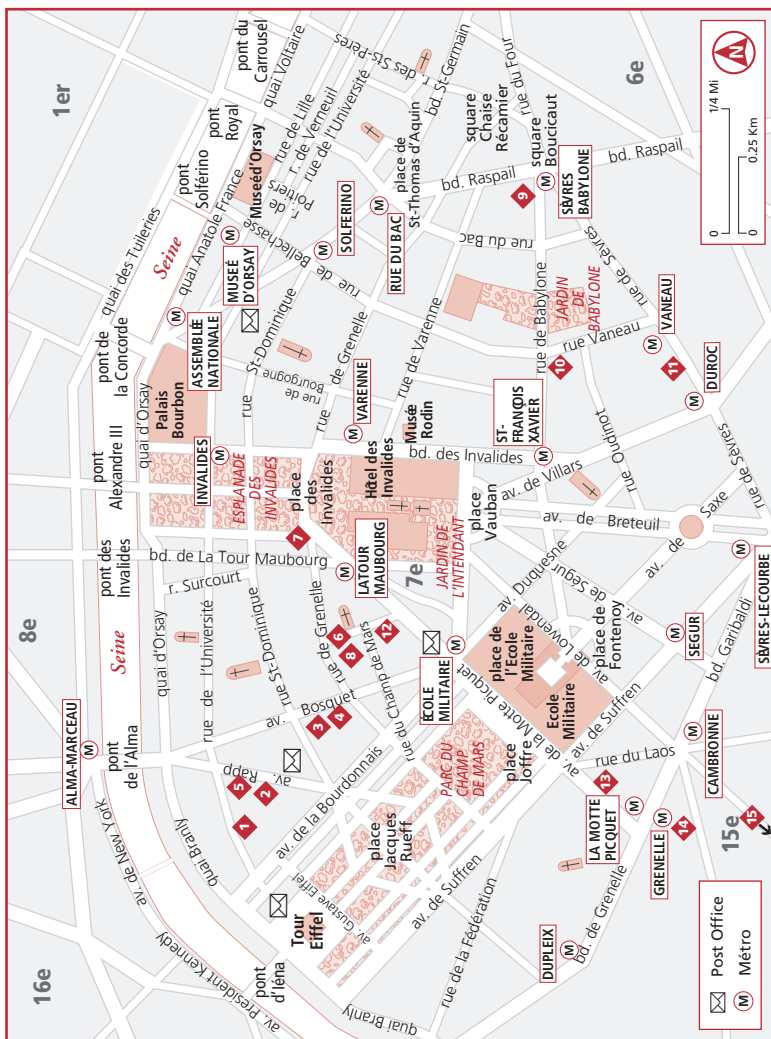 16e
8e
1er
7e
6e
15e
av. Président Kennedy
av. de New York
ALMA-MARCEAU
pont
d'Iéna
pont
de l'Alma
pont des
Invalides
pont
Alexandre III
pont de
la Concorde
pont
Solférino
pont
Royal
pont du
Carrousel
Seine
Seine
quai des Tuileries
quai Branly
quai Branly
quai d'Orsay
quai d'Orsay
quai Anatole France
quai Voltaire
Tour
Eiffel
av. Gustave Eiffel
place
Jacques
Rueff
PARC DU
CHAMP
DE MARS
place
Joffre
av. de la Bourdonnais
av. de Suffren
av. de Suffren
av. Rapp
av. Bosquet
rue de l'Université
rue St-Dominique
rue de Grenelle
rue du Champ de Mars
r. Surcourt
bd. de La Tour Maubourg
INVALIDES
ESPLANADE
DES
INVALIDES
place
des
Invalides
Hôtel des
Invalides
LATOUR
MAUBOURG
JARDIN DE
L'INTENDANT
place
Vauban
Palais
Bourbon
ASSEMBLÉE
NATIONALE
MUSEÉ
D'ORSAY
Museéd'Orsay
rue de Lille
r. de Verneuil
rue de l'Université
r. de
Poitiers
r. des Sts-Pères
rue de Bellechasse
SOLFERINO
RUE DU BAC
place de
St-Thomas d'Aquin
bd. St-Germain
square
Chaise
Récamier
rue du Four
square
Boucicaut
bd. Raspail
bd. Raspail
SÈVRES
BABYLONE
rue du Bac
rue St-Dominique
rue de
Bourgogne
rue de Grenelle
VARENNE
rue de Varenne
Musée
Rodin
bd. des Invalides
ST-
FRANÇOIS
XAVIER
rue de Babylone
JARDIN
DE
BABYLONE
rue Vaneau
VANEAU
rue de Sèvres
rue de Sèvres
DUROC
rue Oudinot
av. de Villars
av. de Breteuil
av. de Saxe
av. Duquesne
av. de Ségur
av. de Lowendal
place de
Fontenoy
ÉCOLE
MILITAIRE
place de
l'Ecole
Militaire
Ecole
Militaire
av. de la Motte Picquet
SEGUR
bd. Garibaldi
SÈVRES-LECOURBE
CAMBRONNE
rue du Laos
LA MOTTE
PICQUET
GRENELLE
DUPLEIX
bd. de Grenelle
rue de la Fédération
1
2
3
4
5
6
7
8
9
10
11
12
13
14
15
Post Office
M Métro
0 1/4 Mi
0 0.25 Km
N